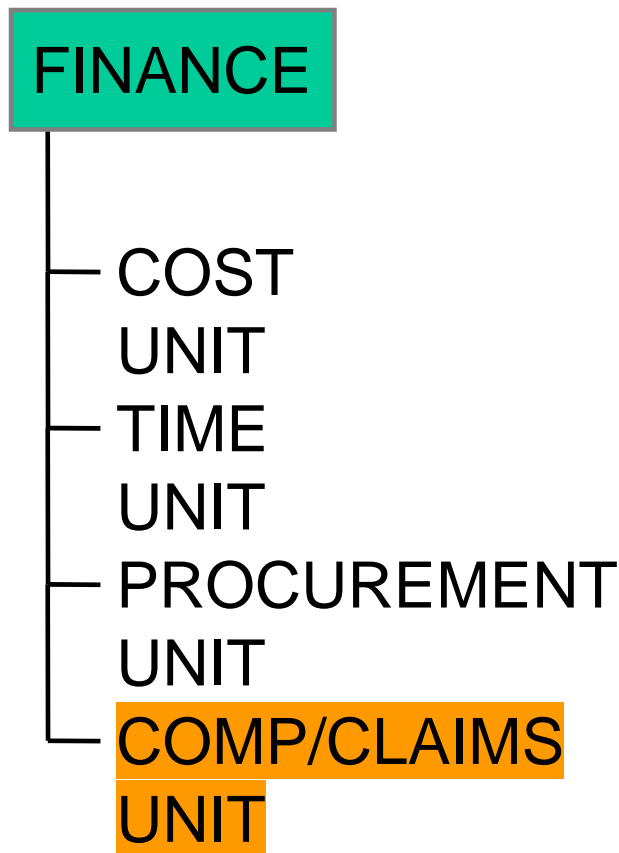 FINANCE
COST
UNIT
TIME
UNIT
PROCUREMENT
UNIT
COMP/CLAIMS
UNIT